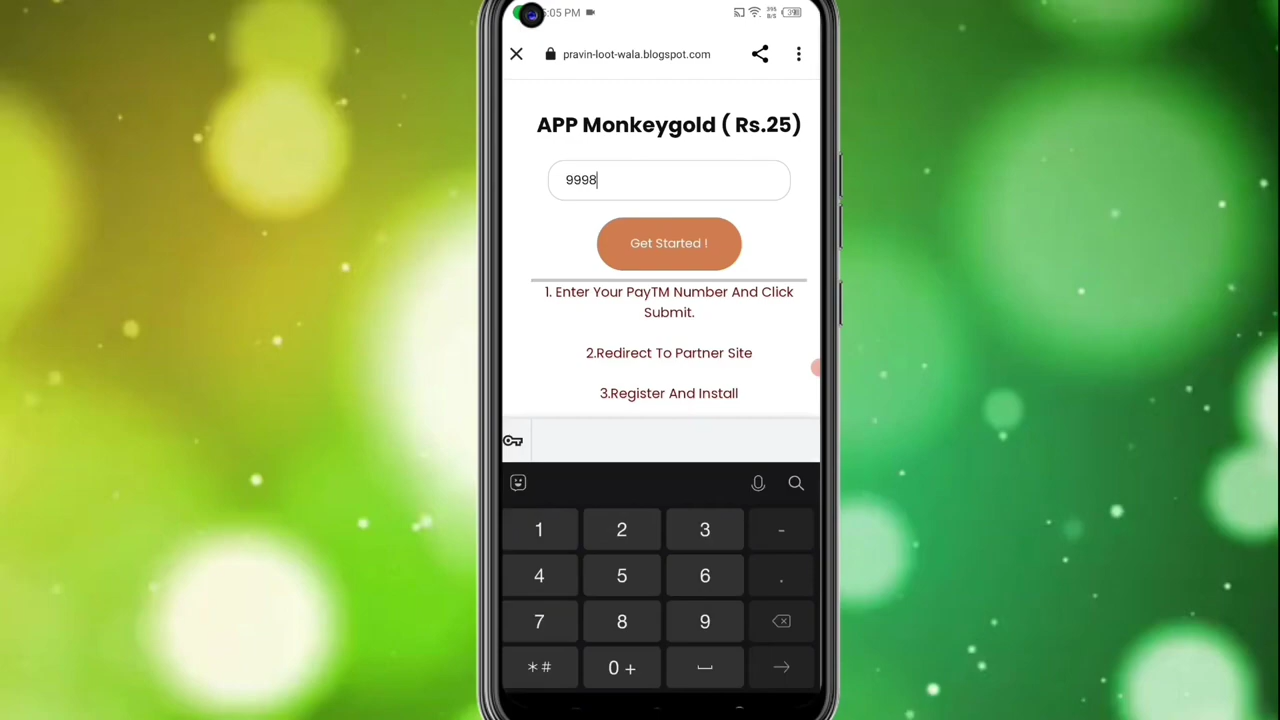 5:05 PM
395
B/S
pravin-loot-wala.blogspot.com
APP Monkeygold ( Rs.25)
9998
Get Started !
1. Enter Your PayTM Number And Click
Submit.
2.Redirect To Partner Site
3.Register And Install
1 2 3 -
4 5 6 .
7 8 9
*# 0 +